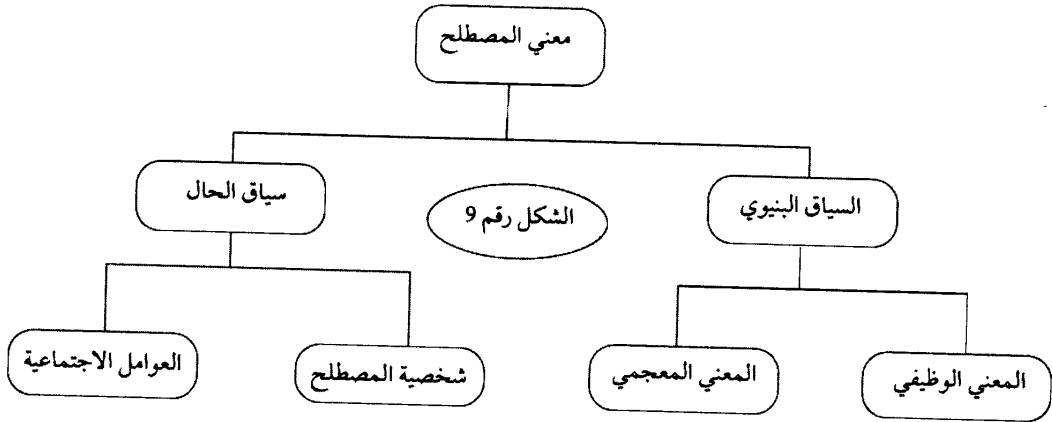 معني المصطلح
السياق البنيوي
الشكل رقم 9
سياق الحال
المعني الوظيفي
المعني المعجمي
شخصية المصطلح
العوامل الاجتماعية